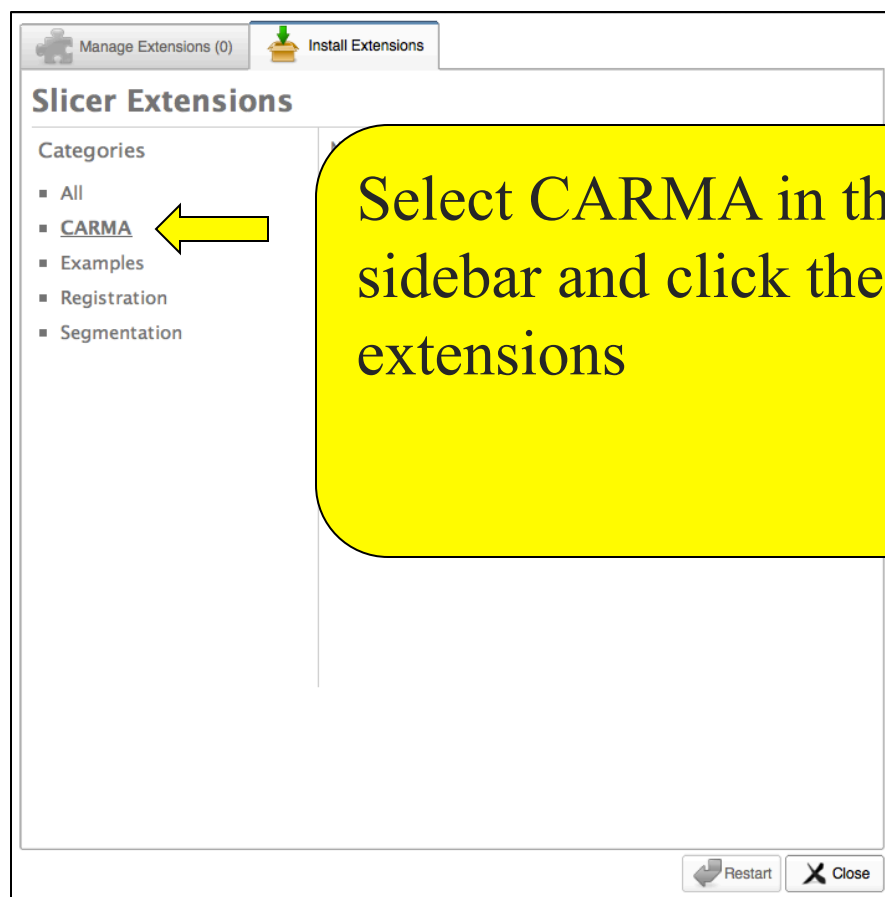 Manage Extensions (0)
Install Extensions
Slicer Extensions
Categories
All
CARMA
Examples
Registration
Segmentation
Select CARMA in th
sidebar and click the
extensions
Restart
Close